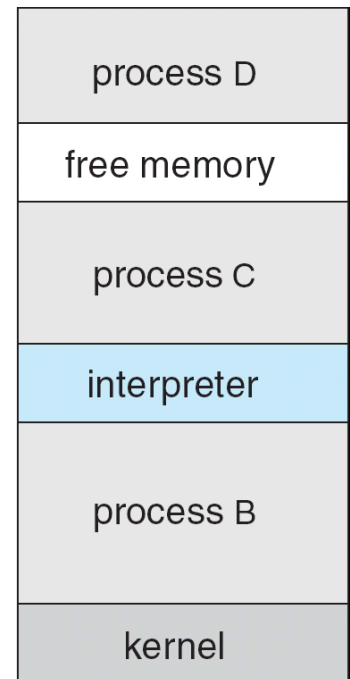 process D
free memory
process C
interpreter
process B
kernel